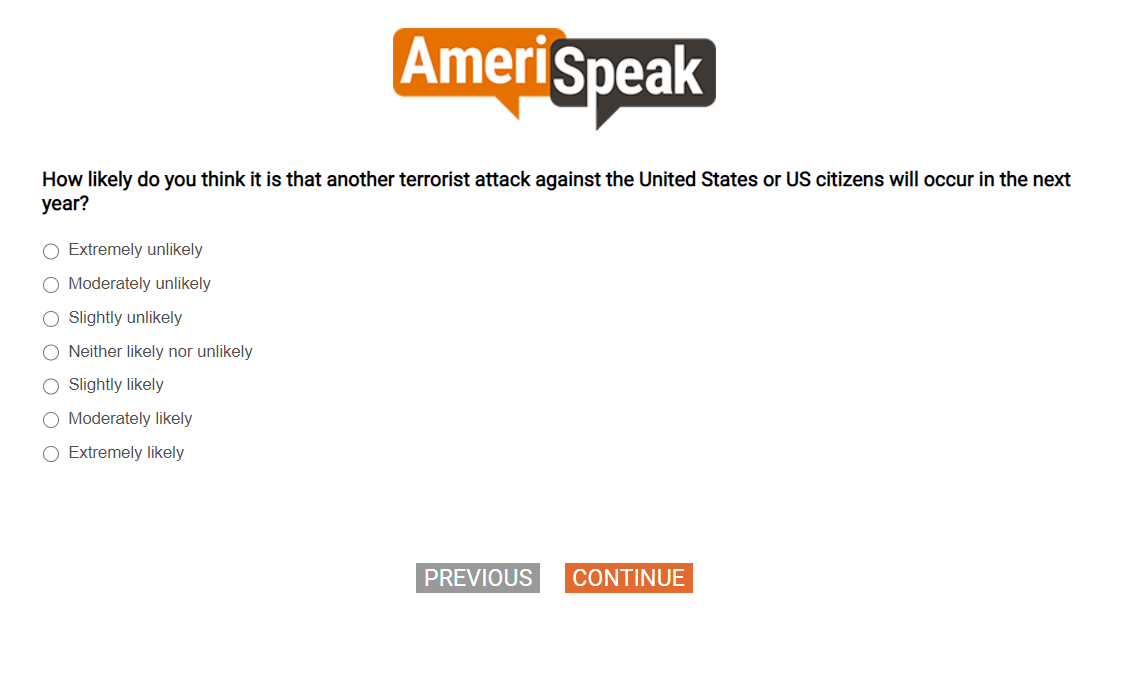 AmeriSpeak
How likely do you think it is that another terrorist attack against the United States or US citizens will occur in the next
year?
Extremely unlikely
Moderately unlikely
Slightly unlikely
Neither likely nor unlikely
Slightly likely
Moderately likely
Extremely likely
PREVIOUS CONTINUE